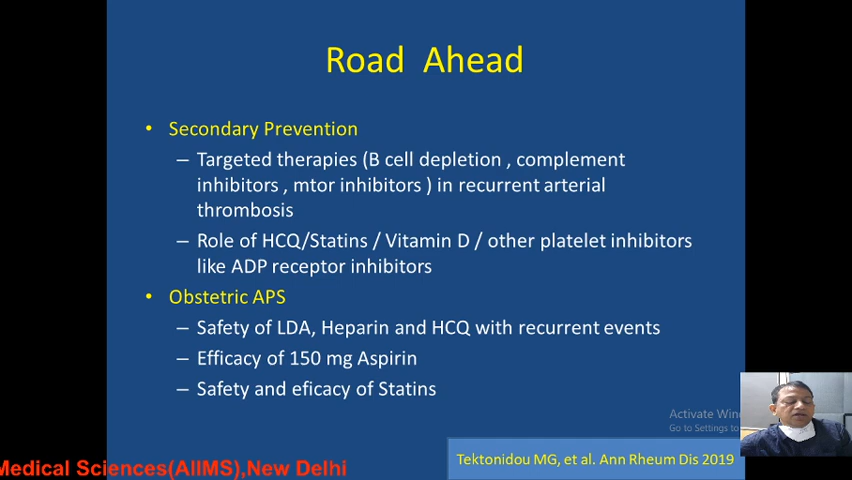 Road Ahead
• Secondary Prevention
– Targeted therapies (B cell depletion , complement
inhibitors , mtor inhibitors ) in recurrent arterial
thrombosis
– Role of HCQ/Statins / Vitamin D / other platelet inhibitors
like ADP receptor inhibitors
• Obstetric APS
– Safety of LDA, Heparin and HCQ with recurrent events
– Efficacy of 150 mg Aspirin
– Safety and eficacy of Statins
Activate Win
Go to Settings to
Tektonidou MG, et al. Ann Rheum Dis 2019
Medical Sciences(AIIMS),New Delhi